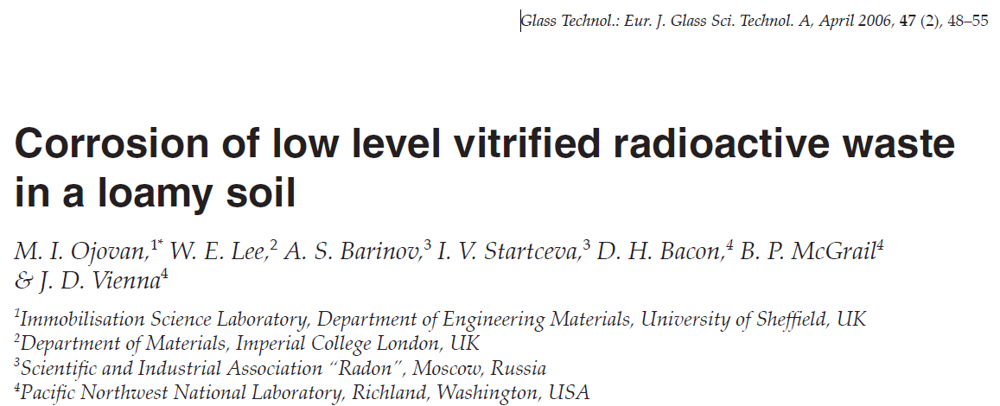 Glass Technol.: Eur. J. Glass Sci. Technol. A, April 2006, 47 (2), 48–55
Corrosion of low level vitrified radioactive waste
in a loamy soil
M. I. Ojovan,1* W. E. Lee,2 A. S. Barinov,3 I. V. Startceva,3 D. H. Bacon,4 B. P. McGrail4
& J. D. Vienna4
1Immobilisation Science Laboratory, Department of Engineering Materials, University of Sheffield, UK
2Department of Materials, Imperial College London, UK
3Scientific and Industrial Association “Radon”, Moscow, Russia
4Pacific Northwest National Laboratory, Richland, Washington, USA